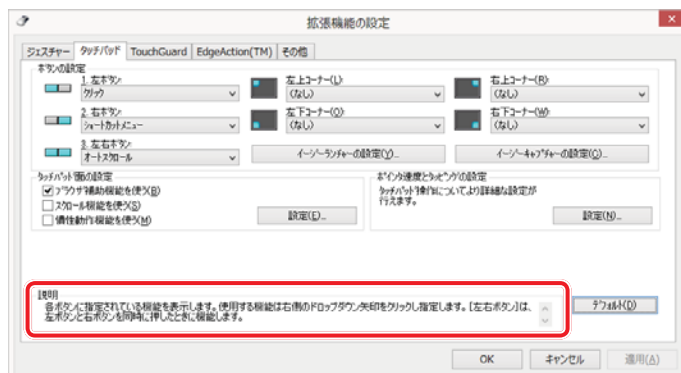 拡張機能の設定
ジェスチャー タッチパッド TouchGuard EdgeAction(TM) その他
ボタンの設定
1. 左ボタン
クリック
左上コーナー(L)
(なし)
右上コーナー(R)
(なし)
2. 右ボタン
ショートカットメニュー
左下コーナー(O)
(なし)
右下コーナー(W)
(なし)
3. 左右ボタン
オートスクロール
イージーランチャーの設定(Y)...
イージーキャプチャーの設定(G)...
タッチパッド面の設定
ブラウザ補助機能を使う(B)
スクロール機能を使う(S)
慣性動作機能を使う(M)
設定(E)...
ポインタ速度とタッピングの設定
タッチパッド操作についてより詳細な設定が
行えます。
設定(N)...
説明
各ボタンに指定されている機能を表示します。使用する機能は右側のドロップダウン矢印をクリックし指定します。[左右ボタン]は、
左ボタンと右ボタンを同時に押したときに機能します。
デフォルト(D)
OK キャンセル 適用(A)